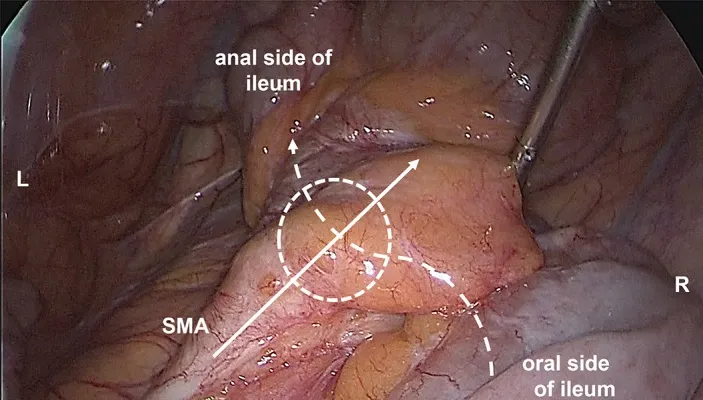 anal side of
ileum
L
R
SMA
oral side
of ileum